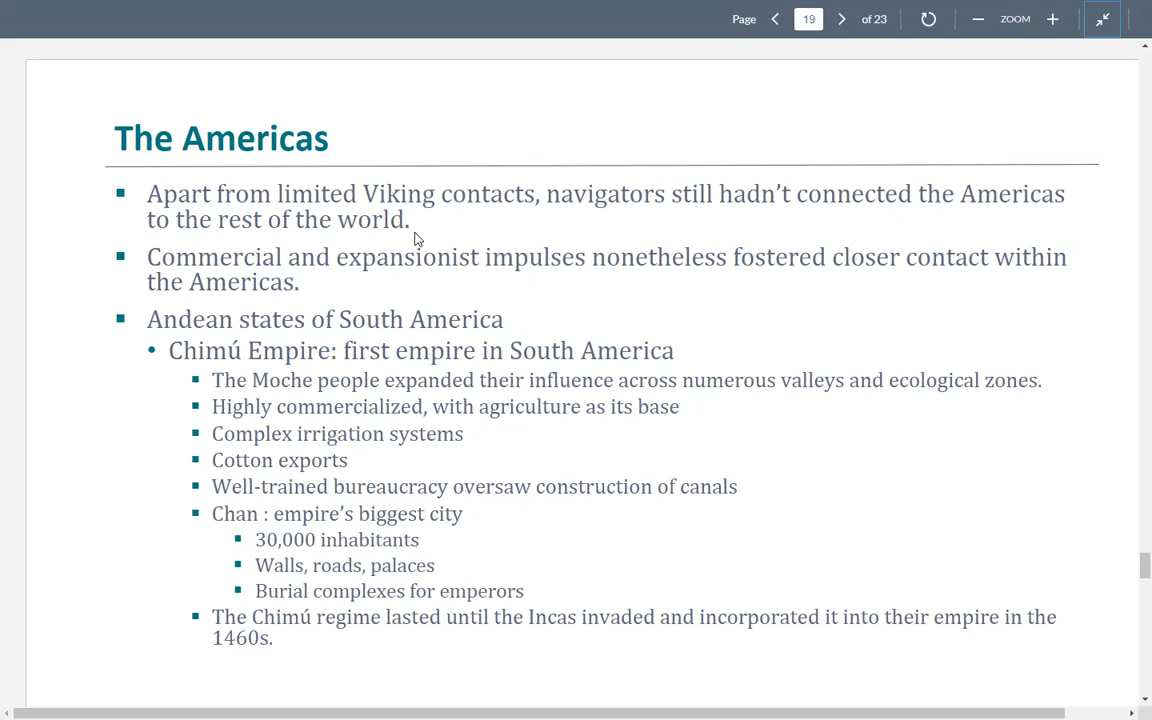 Page 19 of 23 ZOOM
The Americas
▪ Apart from limited Viking contacts, navigators still hadn't connected the Americas
to the rest of the world.
▪ Commercial and expansionist impulses nonetheless fostered closer contact within
the Americas.
▪ Andean states of South America
• Chimú Empire: first empire in South America
▪ The Moche people expanded their influence across numerous valleys and ecological zones.
▪ Highly commercialized, with agriculture as its base
▪ Complex irrigation systems
▪ Cotton exports
▪ Well-trained bureaucracy oversaw construction of canals
▪ Chan : empire's biggest city
▪ 30,000 inhabitants
▪ Walls, roads, palaces
▪ Burial complexes for emperors
▪ The Chimú regime lasted until the Incas invaded and incorporated it into their empire in the
1460s.